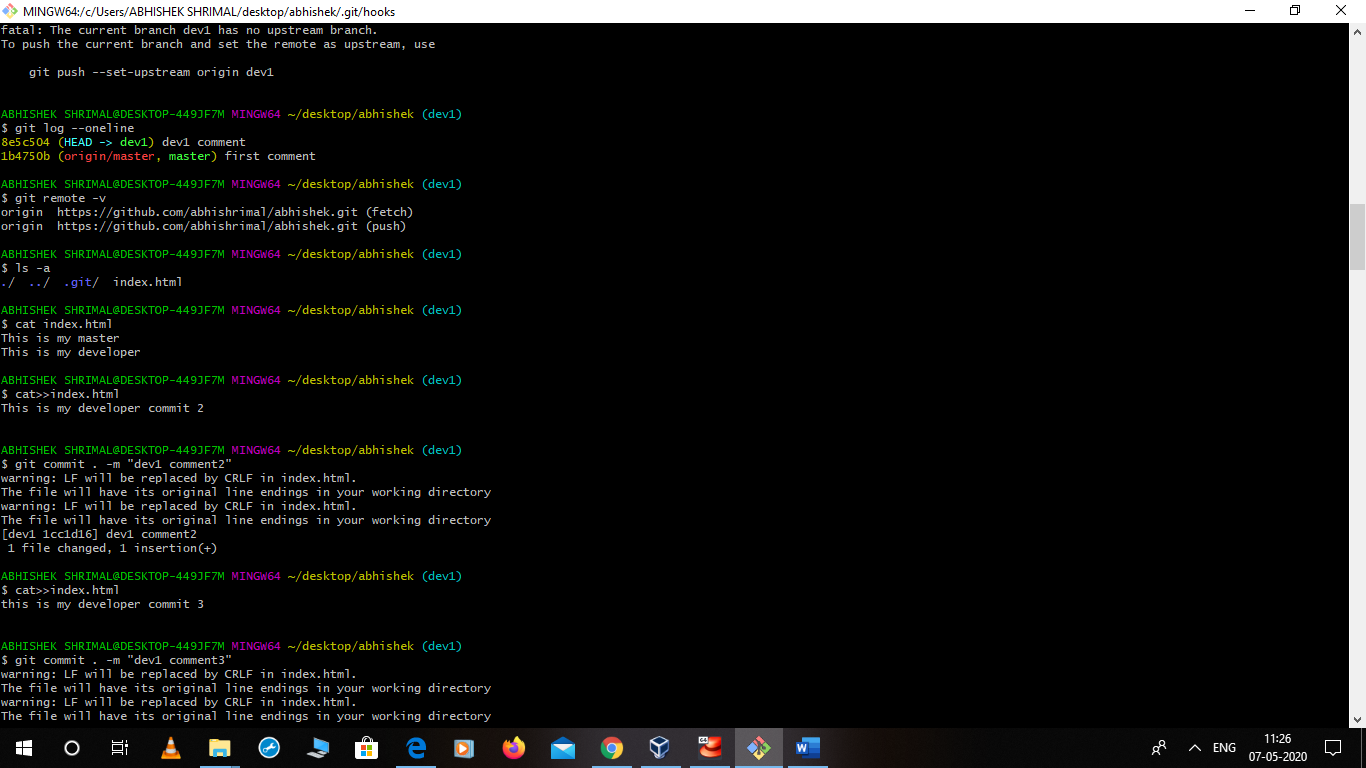 MINGW64:/c/Users/ABHISHEK SHRIMAL/desktop/abhishek/.git/hooks
fatal: The current branch dev1 has no upstream branch.
To push the current branch and set the remote as upstream, use
    git push --set-upstream origin dev1
ABHISHEK SHRIMAL@DESKTOP-449JF7M MINGW64 ~/desktop/abhishek (dev1)
$ git log --oneline
8e5c504 (HEAD -> dev1) dev1 comment
1b4750b (origin/master, master) first comment
ABHISHEK SHRIMAL@DESKTOP-449JF7M MINGW64 ~/desktop/abhishek (dev1)
$ git remote -v
origin  https://github.com/abhishrimal/abhishek.git (fetch)
origin  https://github.com/abhishrimal/abhishek.git (push)
ABHISHEK SHRIMAL@DESKTOP-449JF7M MINGW64 ~/desktop/abhishek (dev1)
$ ls -a
./  ../  .git/  index.html
ABHISHEK SHRIMAL@DESKTOP-449JF7M MINGW64 ~/desktop/abhishek (dev1)
$ cat index.html
This is my master
This is my developer
ABHISHEK SHRIMAL@DESKTOP-449JF7M MINGW64 ~/desktop/abhishek (dev1)
$ cat>>index.html
This is my developer commit 2
ABHISHEK SHRIMAL@DESKTOP-449JF7M MINGW64 ~/desktop/abhishek (dev1)
$ git commit . -m "dev1 comment2"
warning: LF will be replaced by CRLF in index.html.
The file will have its original line endings in your working directory
warning: LF will be replaced by CRLF in index.html.
The file will have its original line endings in your working directory
[dev1 1cc1d16] dev1 comment2
 1 file changed, 1 insertion(+)
ABHISHEK SHRIMAL@DESKTOP-449JF7M MINGW64 ~/desktop/abhishek (dev1)
$ cat>>index.html
this is my developer commit 3
ABHISHEK SHRIMAL@DESKTOP-449JF7M MINGW64 ~/desktop/abhishek (dev1)
$ git commit . -m "dev1 comment3"
warning: LF will be replaced by CRLF in index.html.
The file will have its original line endings in your working directory
warning: LF will be replaced by CRLF in index.html.
The file will have its original line endings in your working directory
ENG
11:26
07-05-2020